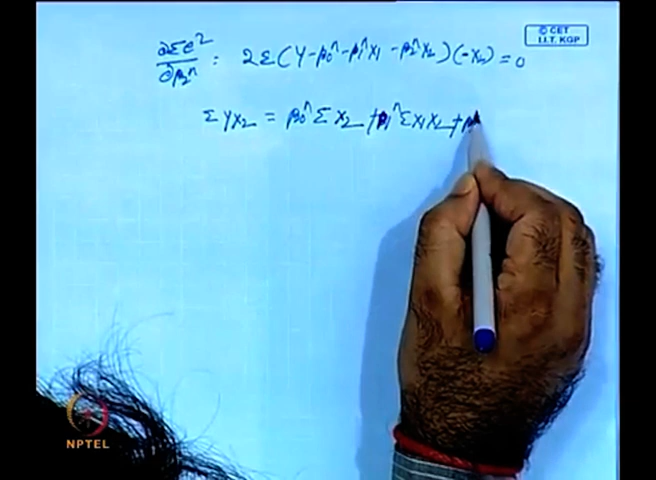 © CET
I.I.T. KGP
∂Σe² / ∂β₂^ : 2Σ(Y - β₀^ - β₁^x₁ - β₂^x₂)(-x₂) = 0
ΣYx₂ = β₀^Σx₂ + β₁^Σx₁x₂ + β
NPTEL